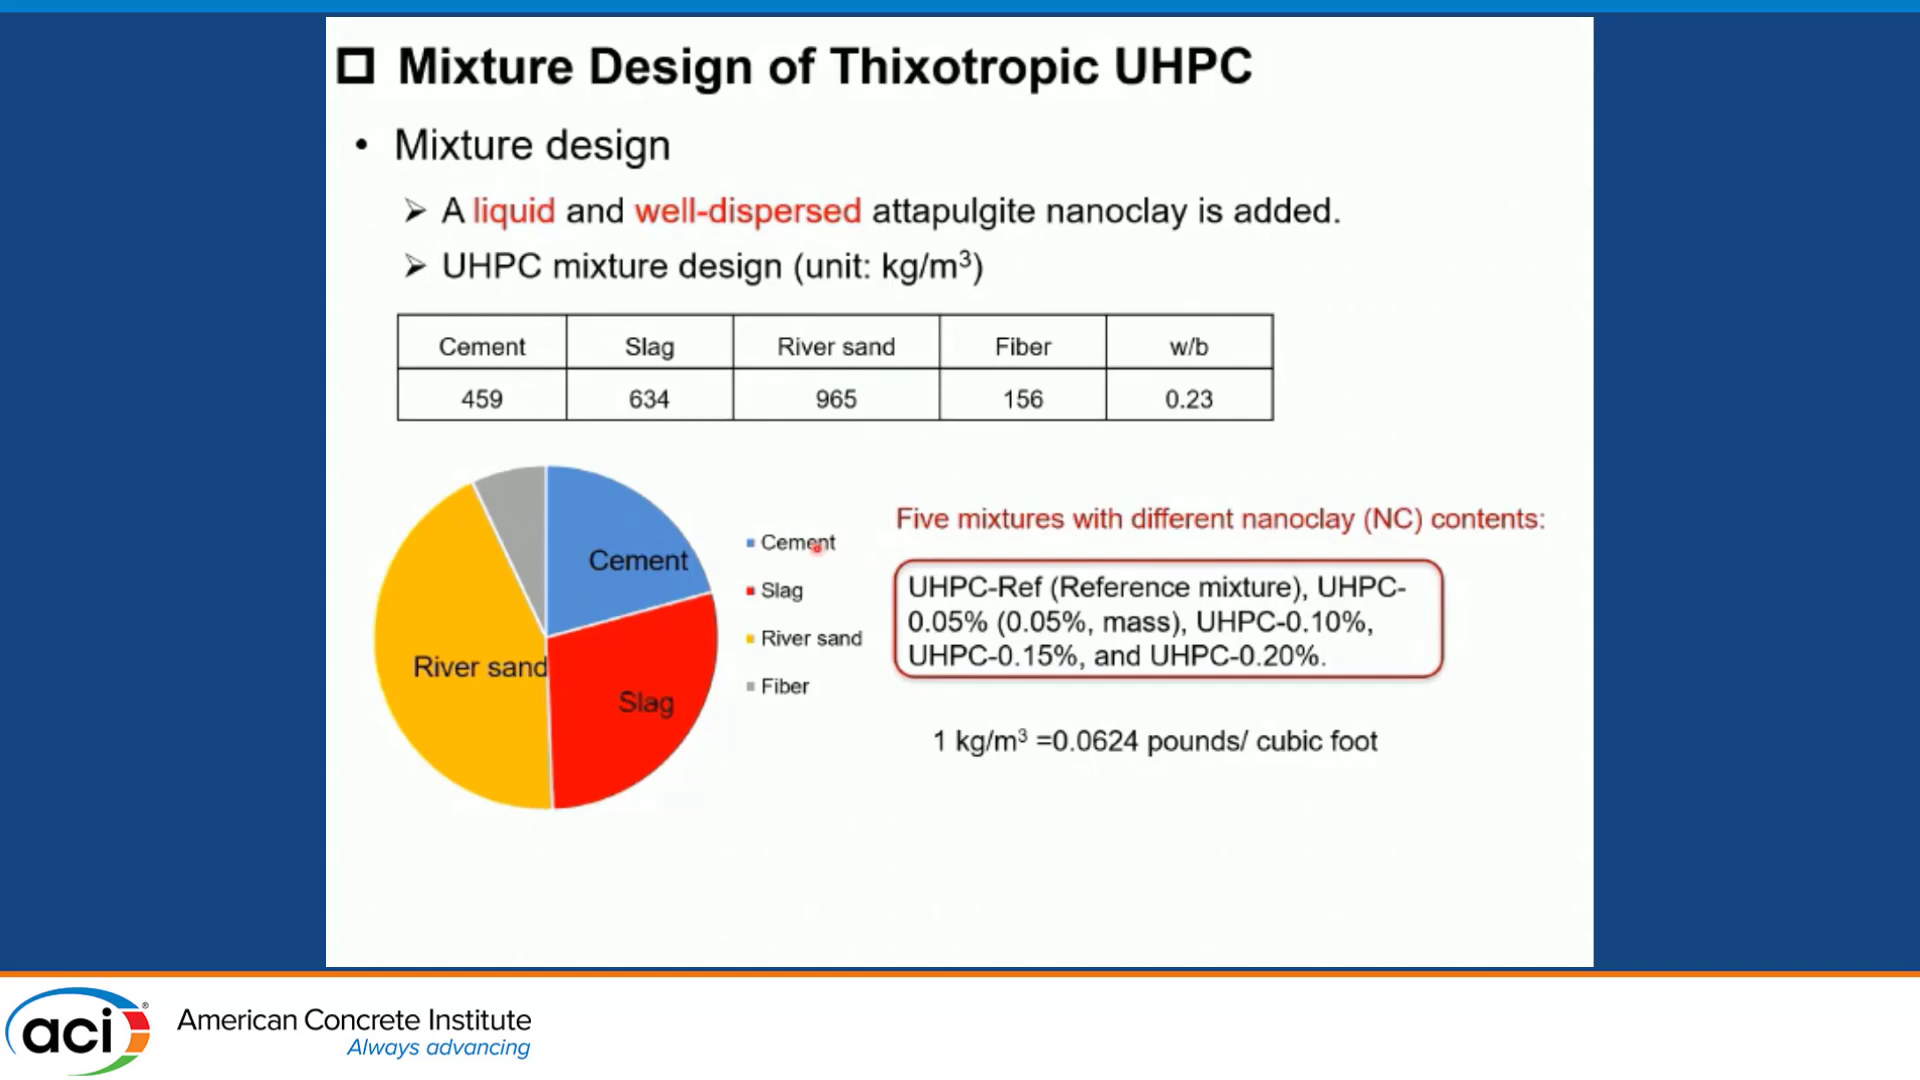 Mixture Design of Thixotropic UHPC
• Mixture design
➢ A liquid and well-dispersed attapulgite nanoclay is added.
➢ UHPC mixture design (unit: kg/m³)
Cement Slag River sand Fiber w/b
459 634 965 156 0.23
Cement
River sand
Slag
Cement
Slag
River sand
Fiber
Five mixtures with different nanoclay (NC) contents:
UHPC-Ref (Reference mixture), UHPC-
0.05% (0.05%, mass), UHPC-0.10%,
UHPC-0.15%, and UHPC-0.20%.
1 kg/m³ =0.0624 pounds/ cubic foot
aci®
American Concrete Institute
Always advancing